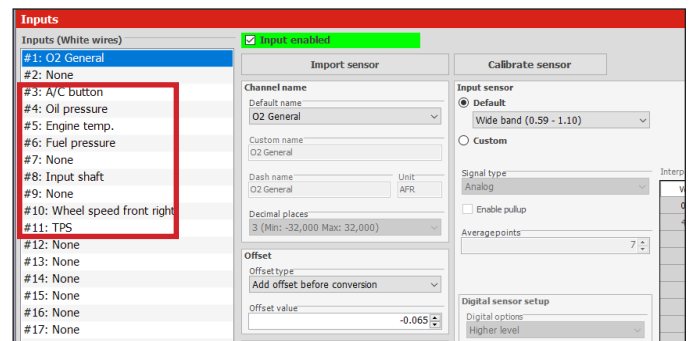 Inputs
Inputs (White wires)
#1: O2 General
#2: None
#3: A/C button
#4: Oil pressure
#5: Engine temp.
#6: Fuel pressure
#7: None
#8: Input shaft
#9: None
#10: Wheel speed front right
#11: TPS
#12: None
#13: None
#14: None
#15: None
#16: None
#17: None
Input enabled
Import sensor
Calibrate sensor
Channel name
Default name
O2 General
Custom name
O2 General
Dash name
Unit
O2 General
AFR
Decimal places
3 (Min: -32,000 Max: 32,000)
Offset
Offset type
Add offset before conversion
Offset value
-0.065
Input sensor
Default
Wide band (0.59 - 1.10)
Custom
Signal type
Analog
Enable pullup
Averagepoints
7
Digital sensor setup
Digital options
Higher level